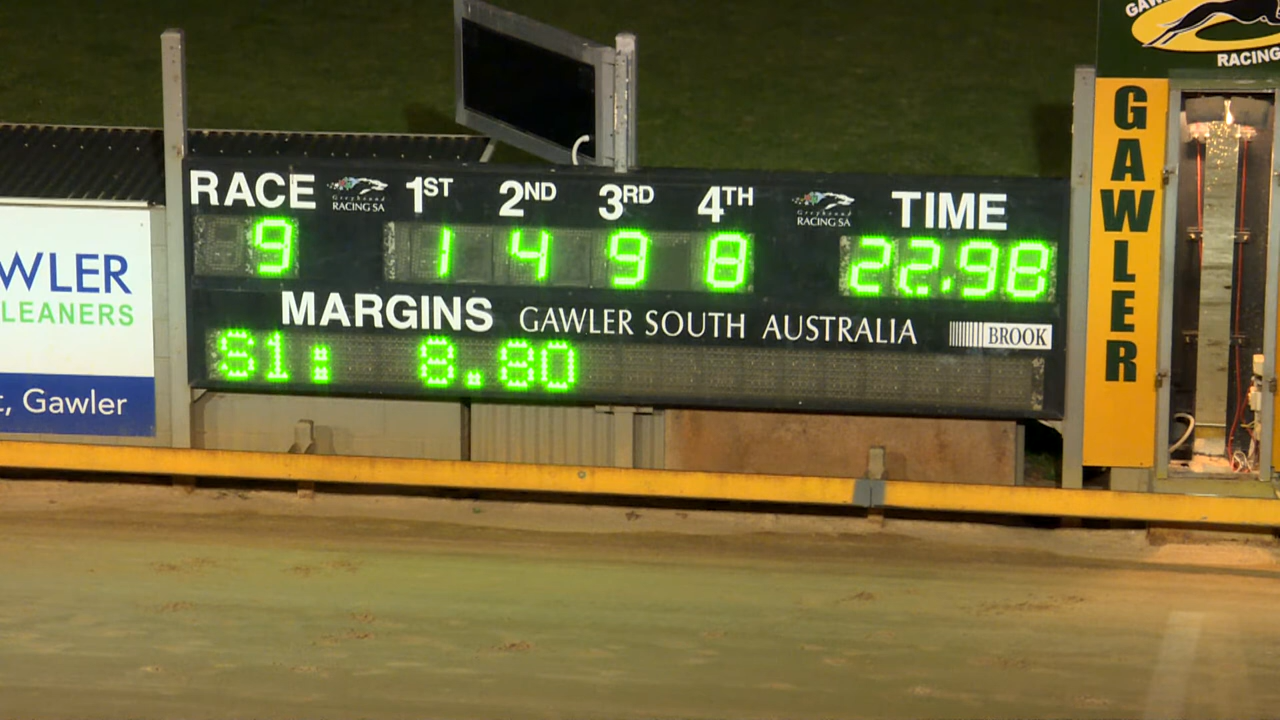 GAWLER
RACING
RACE Greyhound RACING SA 1ST 2ND 3RD 4TH Greyhound RACING SA TIME
9 1 4 9 8 22.98
MARGINS GAWLER SOUTH AUSTRALIA BROOK
S1: 8.80
WLER
LEANERS
, Gawler